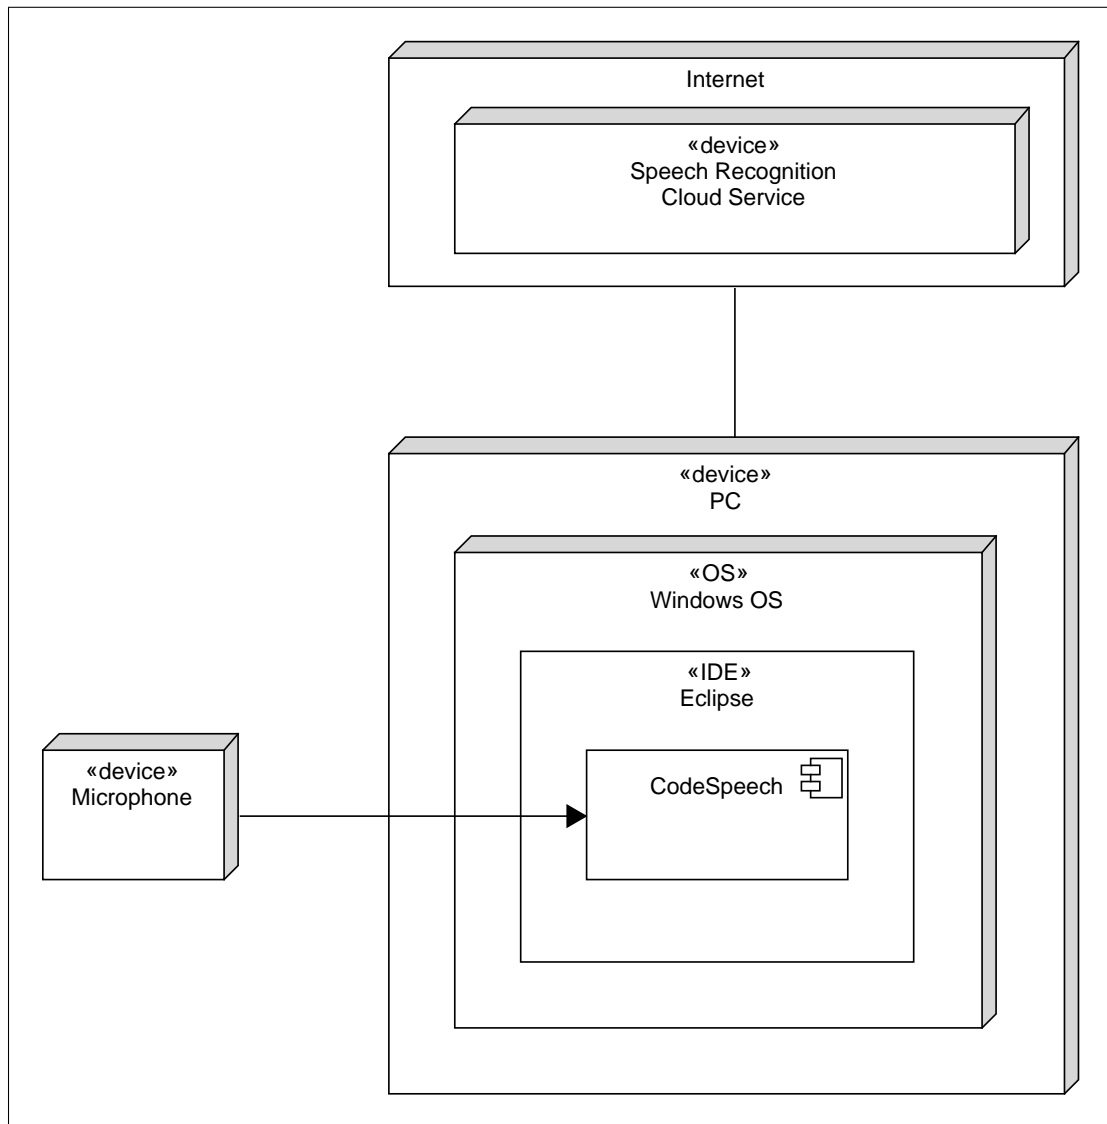 Internet
«device»
Speech Recognition
Cloud Service
«device»
PC
«OS»
Windows OS
«IDE»
Eclipse
CodeSpeech
«device»
Microphone